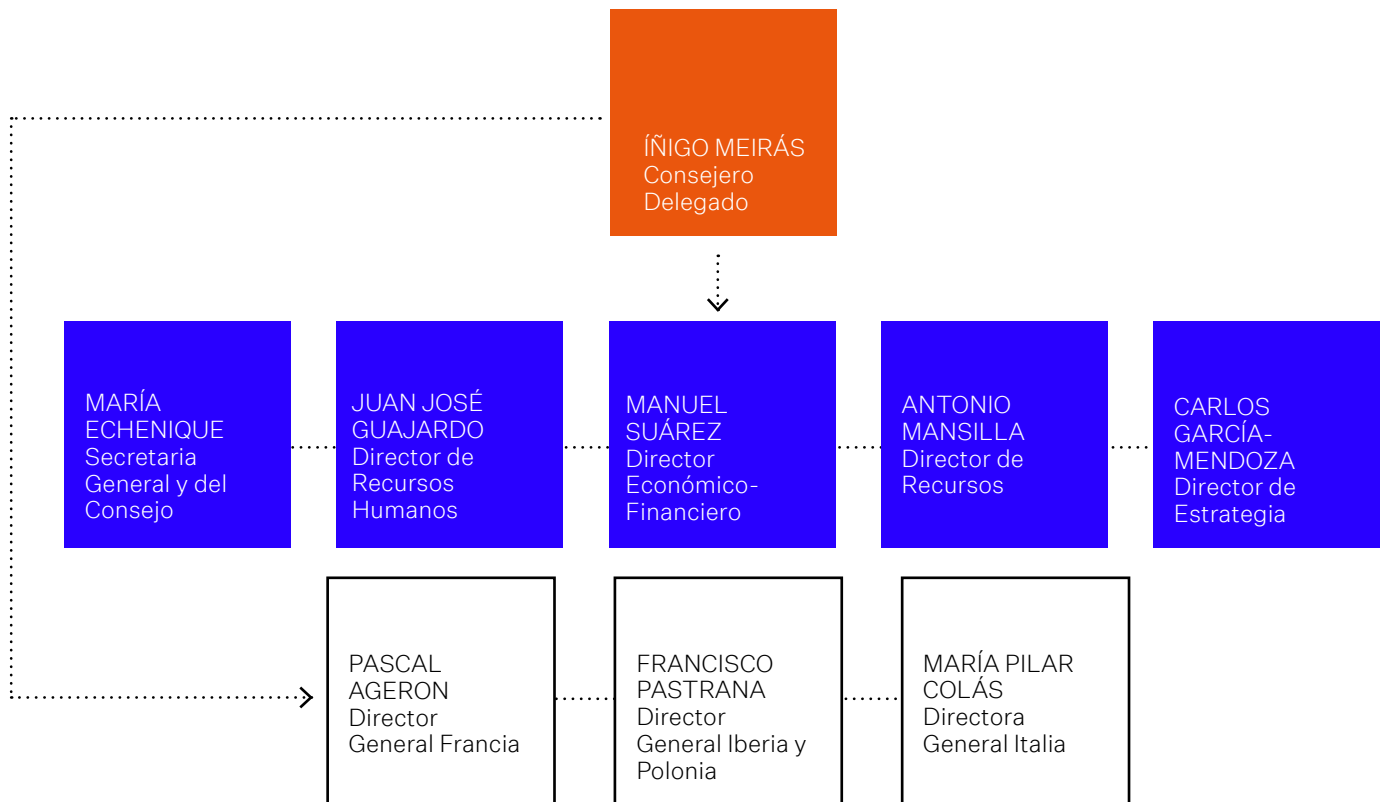 ÍÑIGO MEIRÁS
Consejero
Delegado
MARÍA
ECHENIQUE
Secretaria
General y del
Consejo
JUAN JOSÉ
GUAJARDO
Director de
Recursos
Humanos
MANUEL
SUÁREZ
Director
Económico-
Financiero
ANTONIO
MANSILLA
Director de
Recursos
CARLOS
GARCÍA-
MENDOZA
Director de
Estrategia
PASCAL
AGERON
Director
General Francia
FRANCISCO
PASTRANA
Director
General Iberia y
Polonia
MARÍA PILAR
COLÁS
Directora
General Italia